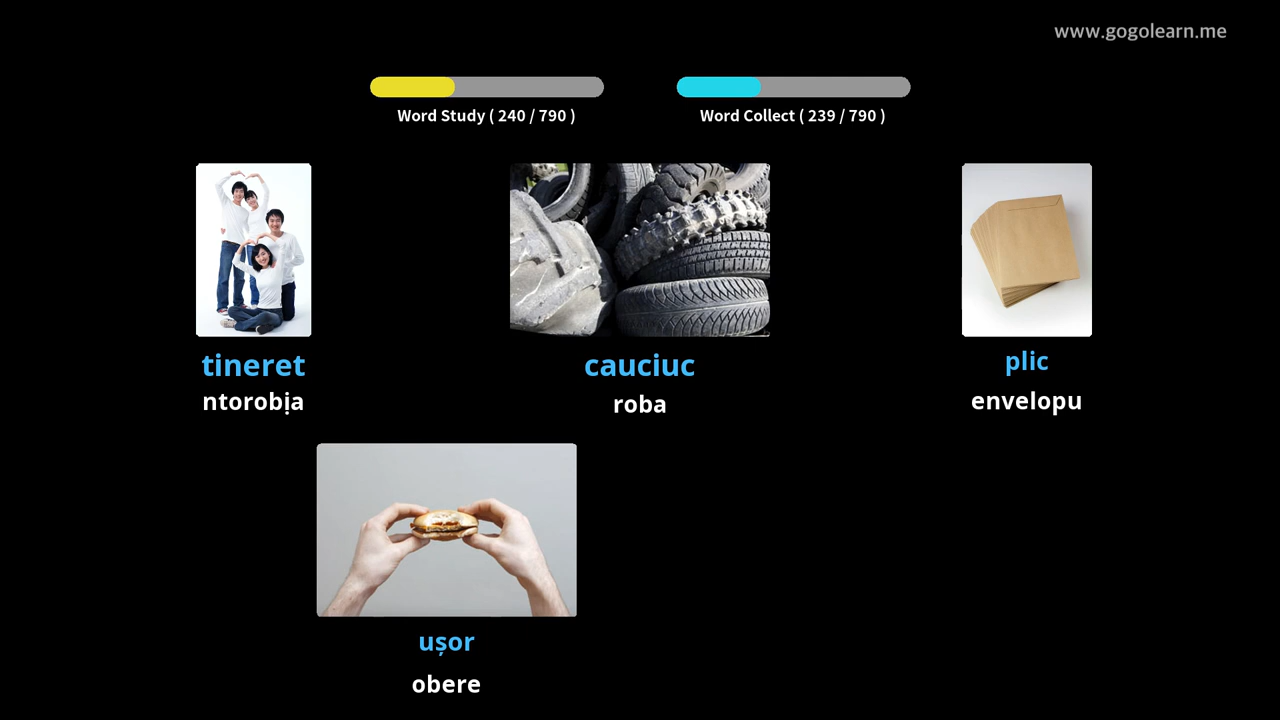 www.gogolearn.me
Word Study ( 240 / 790 )
Word Collect ( 239 / 790 )
tineret
ntorobịa
cauciuc
roba
plic
envelopu
ușor
obere